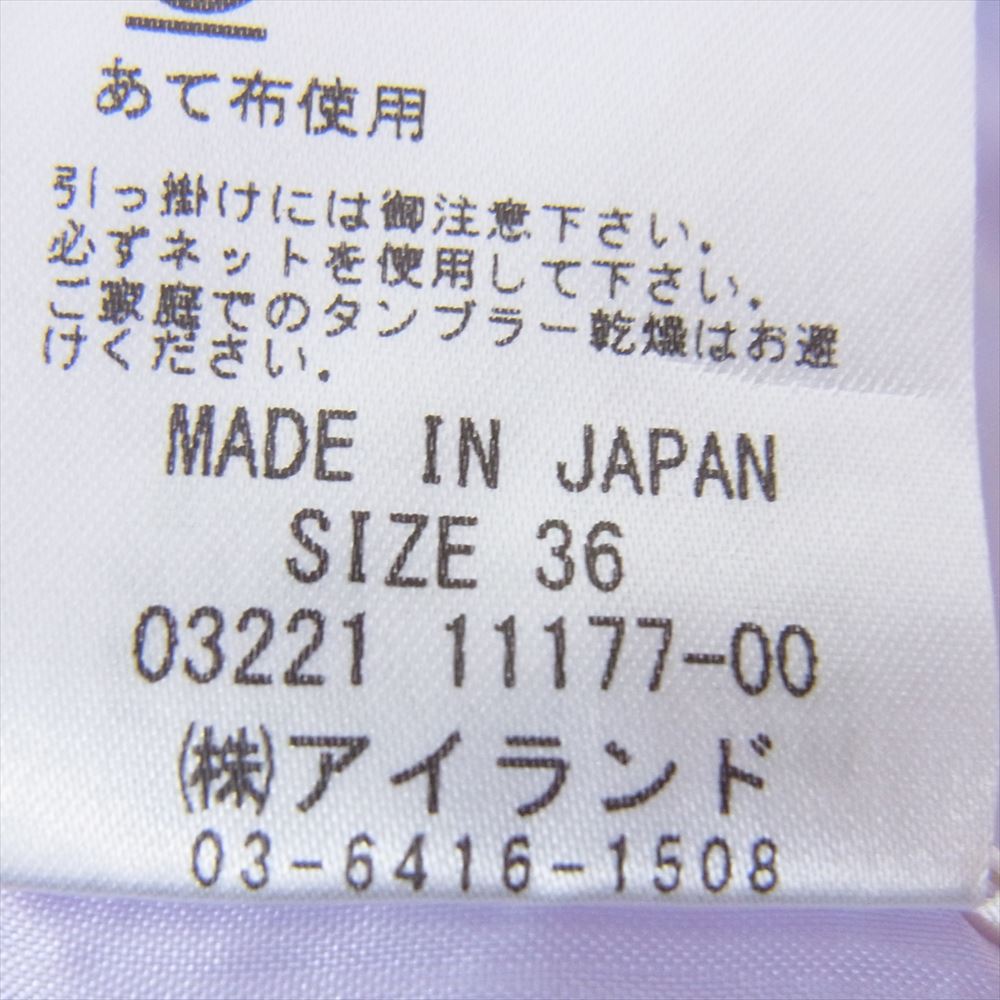 あて布使用
引っ掛けには御注意下さい.
必ずネットを使用して下さい.
ご家庭でのタンブラー乾燥はお避
けください.
MADE IN JAPAN
SIZE 36
03221 11177-00
(株)アイランド
03-6416-1508